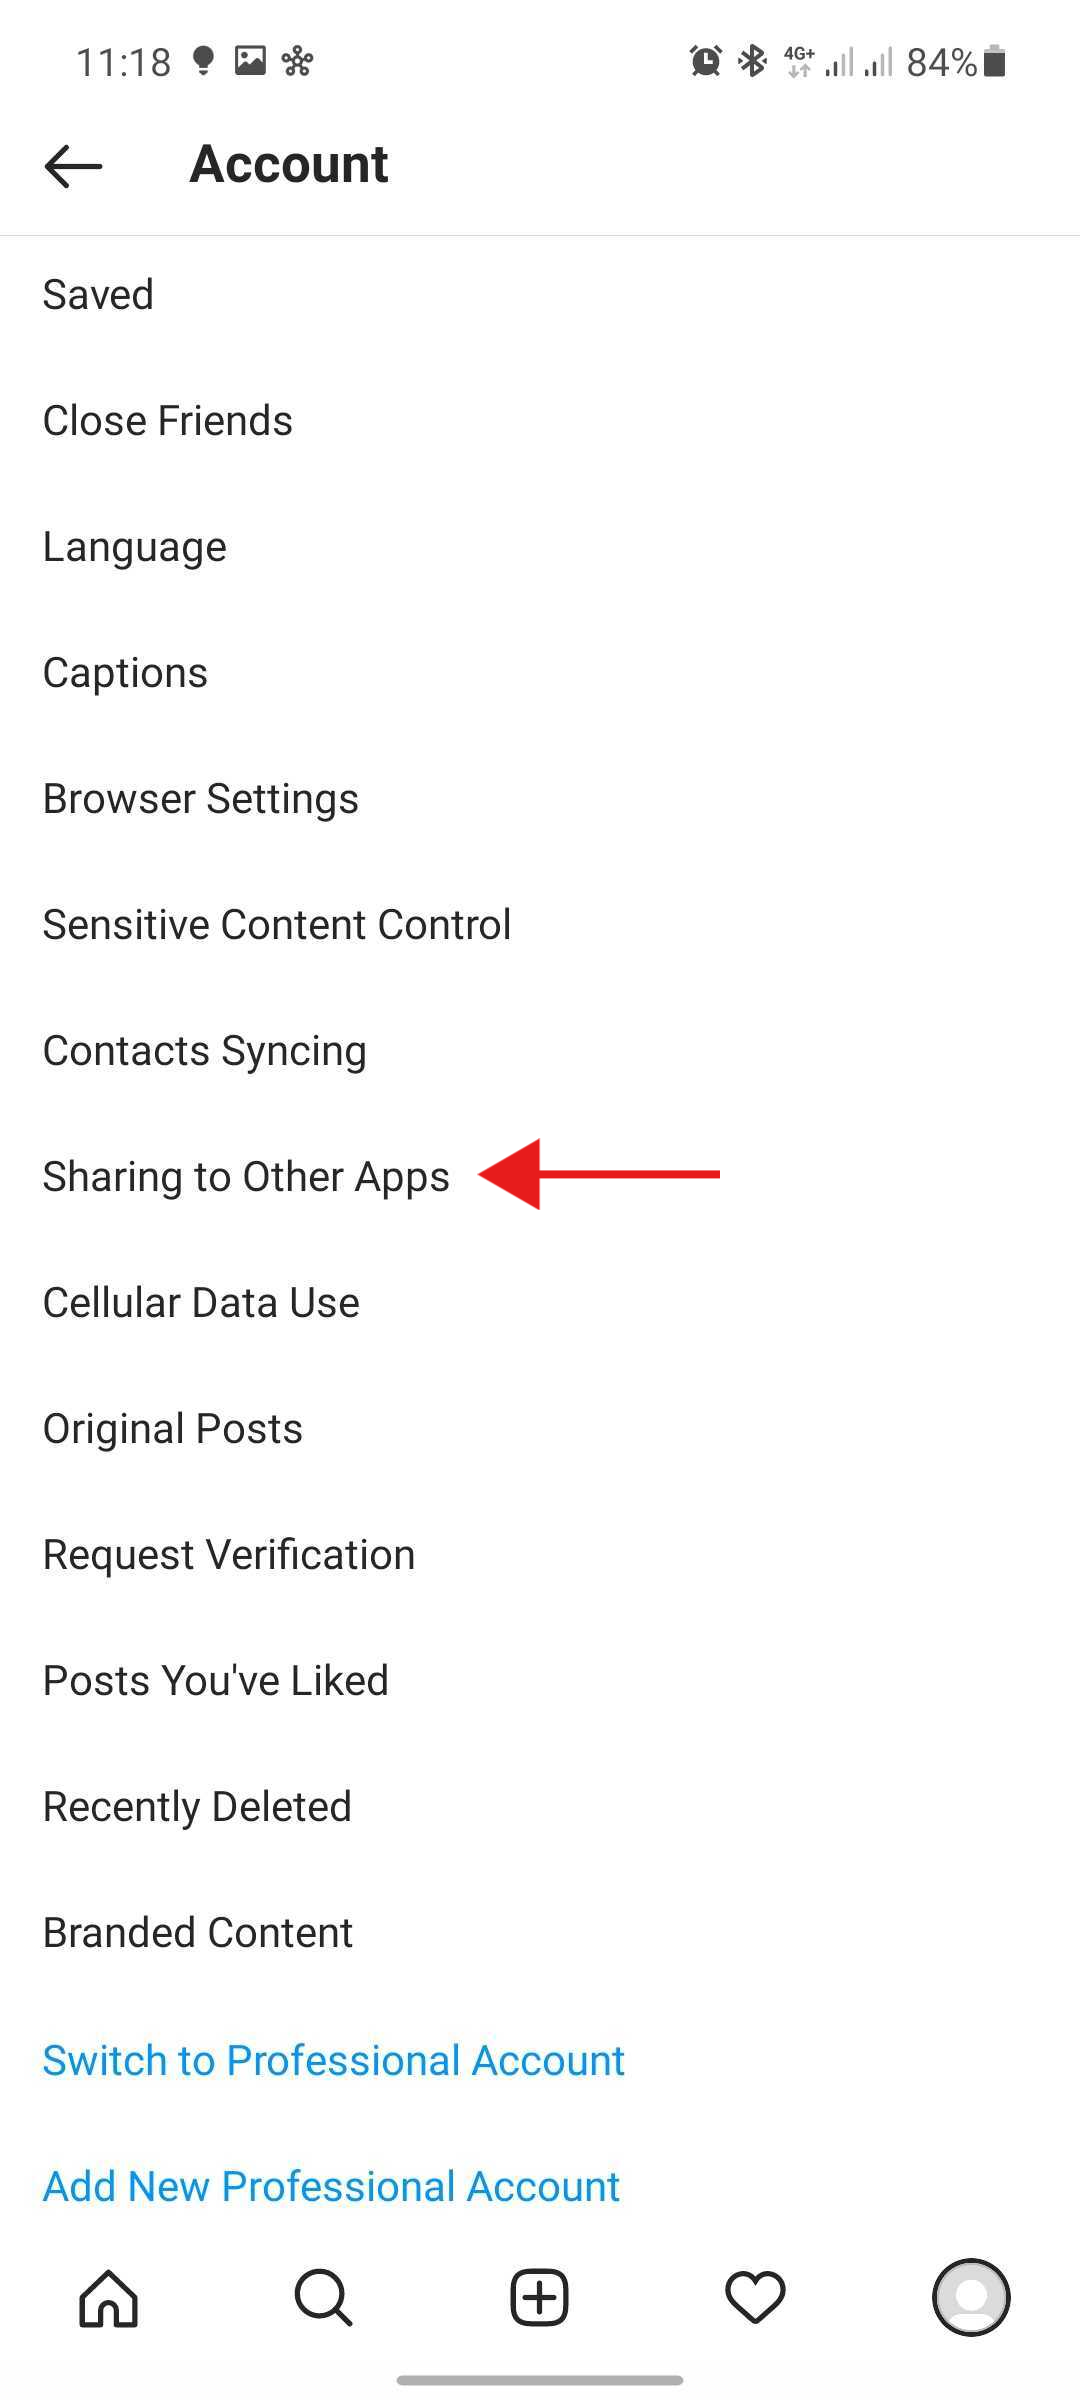 11:18 4G+ 84%
Account
Saved
Close Friends
Language
Captions
Browser Settings
Sensitive Content Control
Contacts Syncing
Sharing to Other Apps
Cellular Data Use
Original Posts
Request Verification
Posts You've Liked
Recently Deleted
Branded Content
Switch to Professional Account
Add New Professional Account